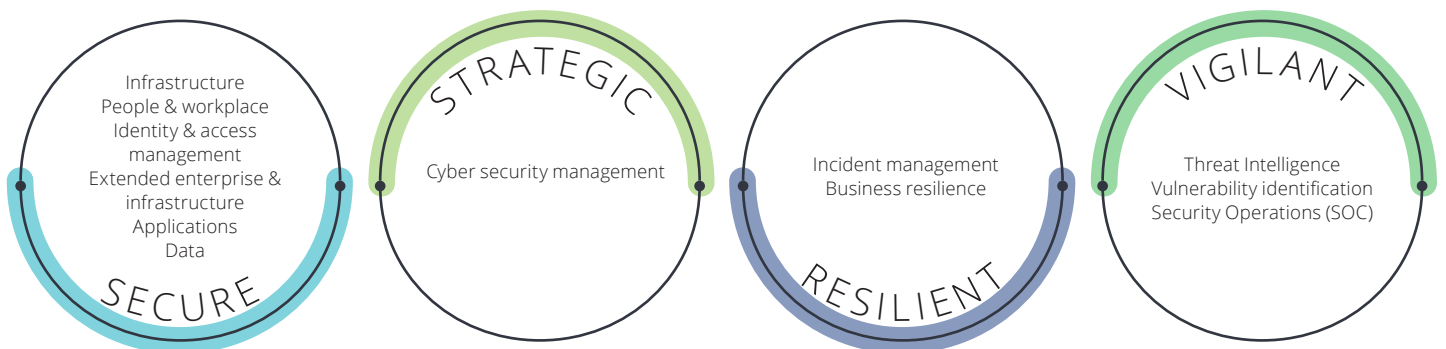 Infrastructure
People & workplace
Identity & access
management
Extended enterprise &
infrastructure
Applications
Data
SECURE
STRATEGIC
Cyber security management
Incident management
Business resilience
RESILIENT
VIGILANT
Threat Intelligence
Vulnerability identification
Security Operations (SOC)